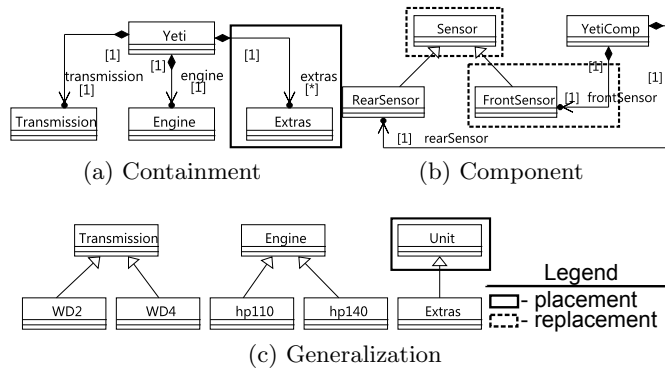 Yeti
[1]
transmission
[1]
[1]
engine
[1]
[1]
extras
[*]
Transmission
Engine
Extras
(a) Containment
Sensor
YetiComp
[1]
[1]
RearSensor
FrontSensor
[1]
frontSensor
[1]
rearSensor
(b) Component
Transmission
Engine
Unit
WD2
WD4
hp110
hp140
Extras
Legend
- placement
- replacement
(c) Generalization